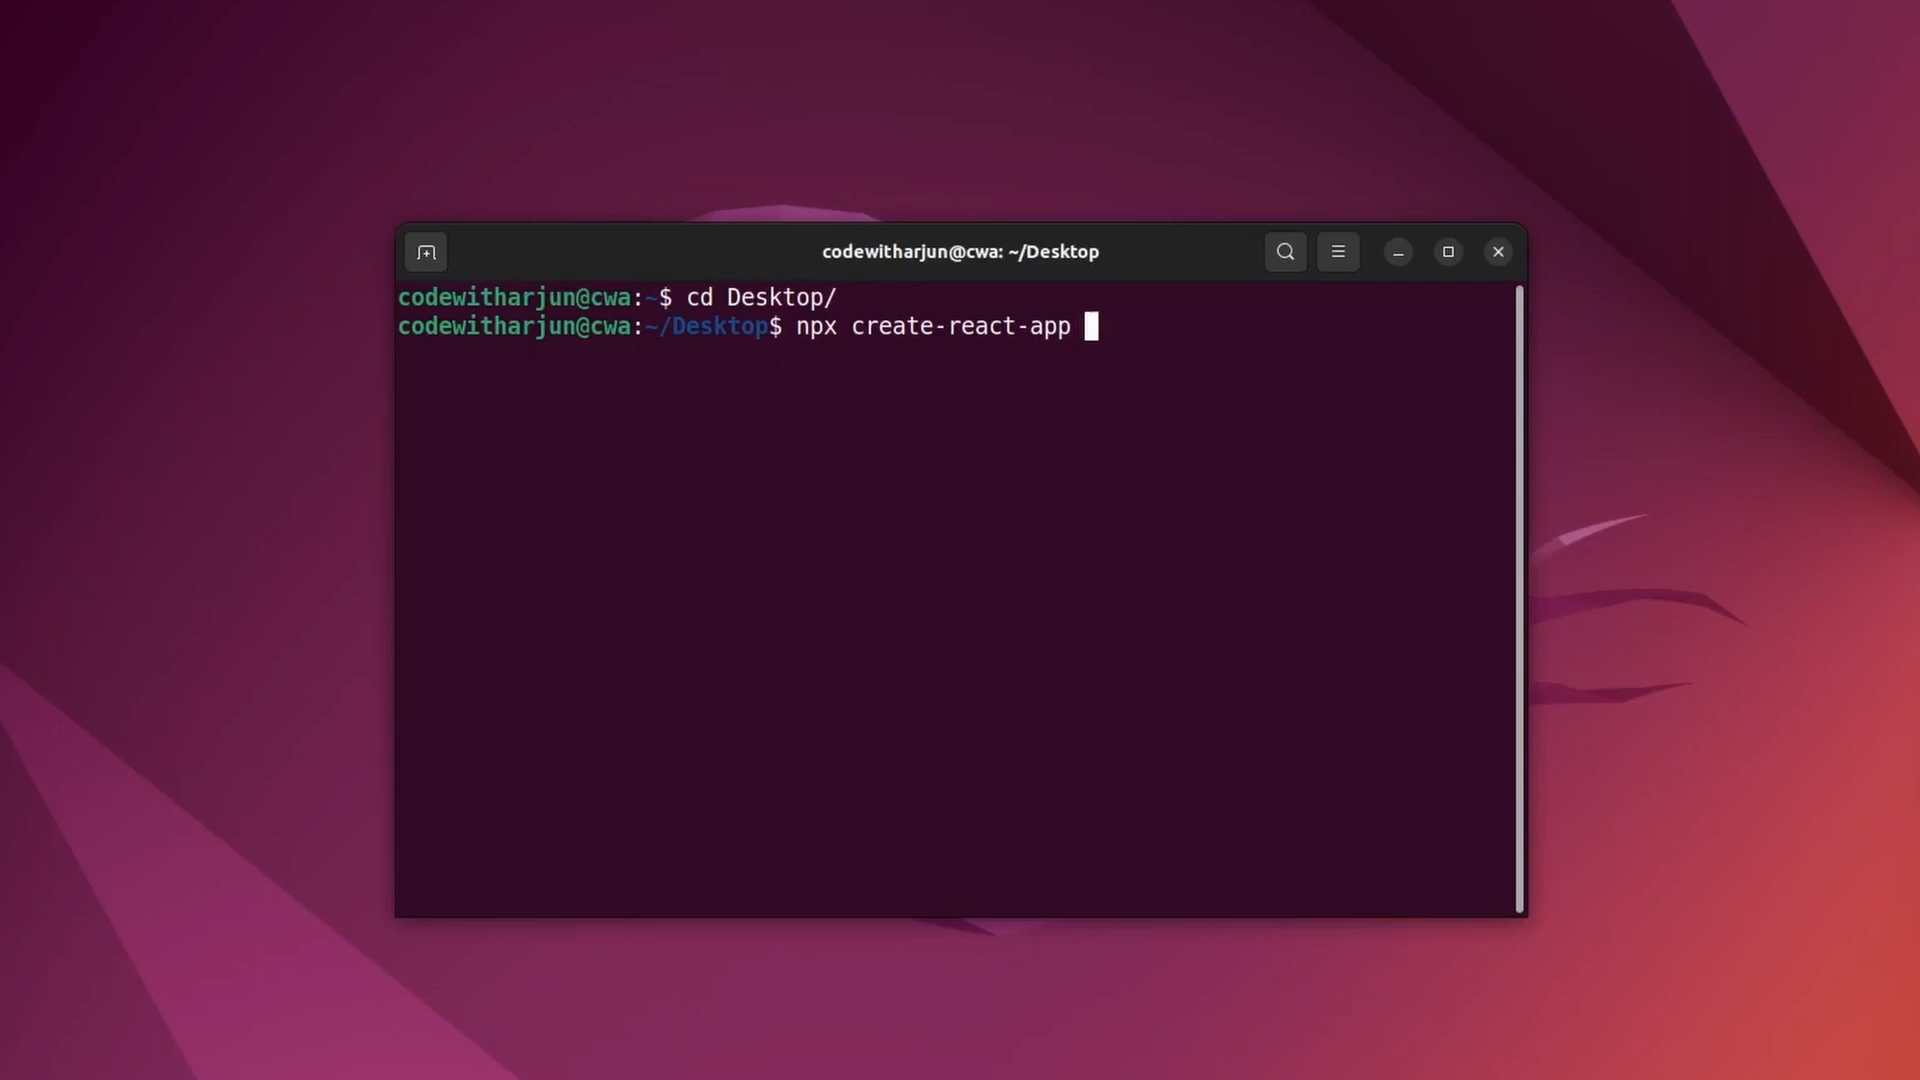 codewitharjun@cwa: ~/Desktop
codewitharjun@cwa:~$ cd Desktop/
codewitharjun@cwa:~/Desktop$ npx create-react-app